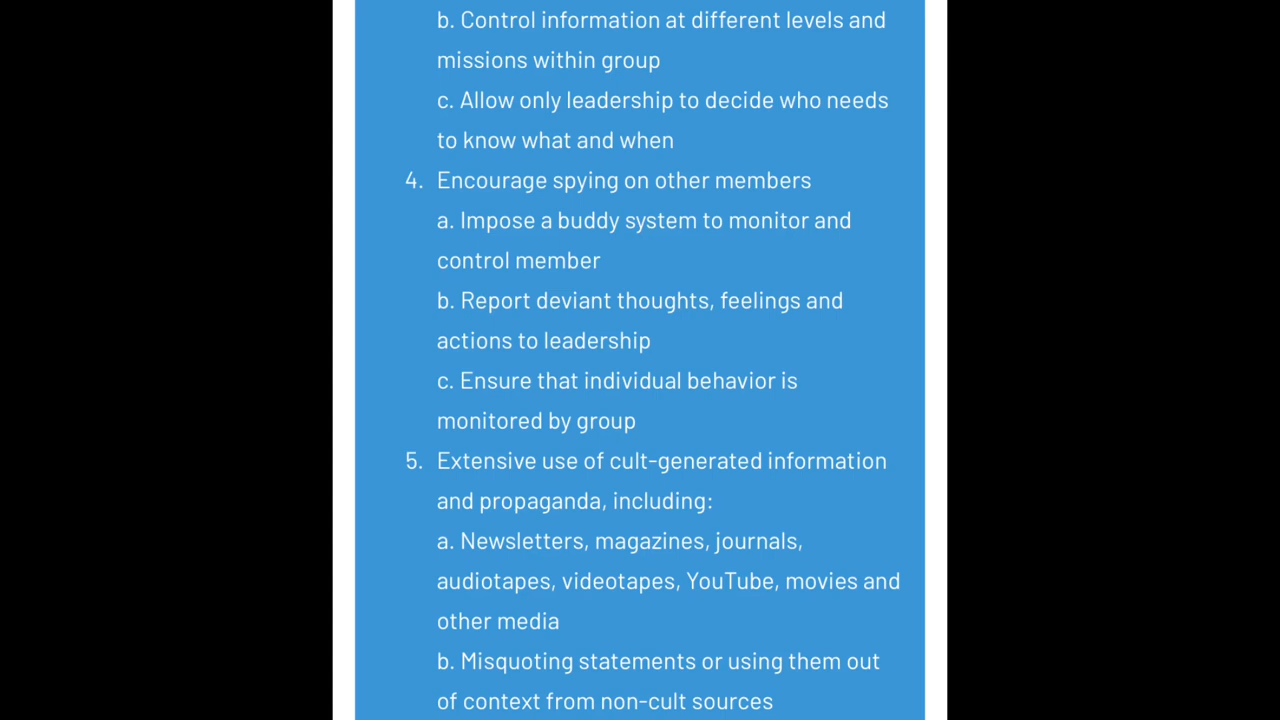 b. Control information at different levels and
missions within group
c. Allow only leadership to decide who needs
to know what and when
4. Encourage spying on other members
a. Impose a buddy system to monitor and
control member
b. Report deviant thoughts, feelings and
actions to leadership
c. Ensure that individual behavior is
monitored by group
5. Extensive use of cult-generated information
and propaganda, including:
a. Newsletters, magazines, journals,
audiotapes, videotapes, YouTube, movies and
other media
b. Misquoting statements or using them out
of context from non-cult sources